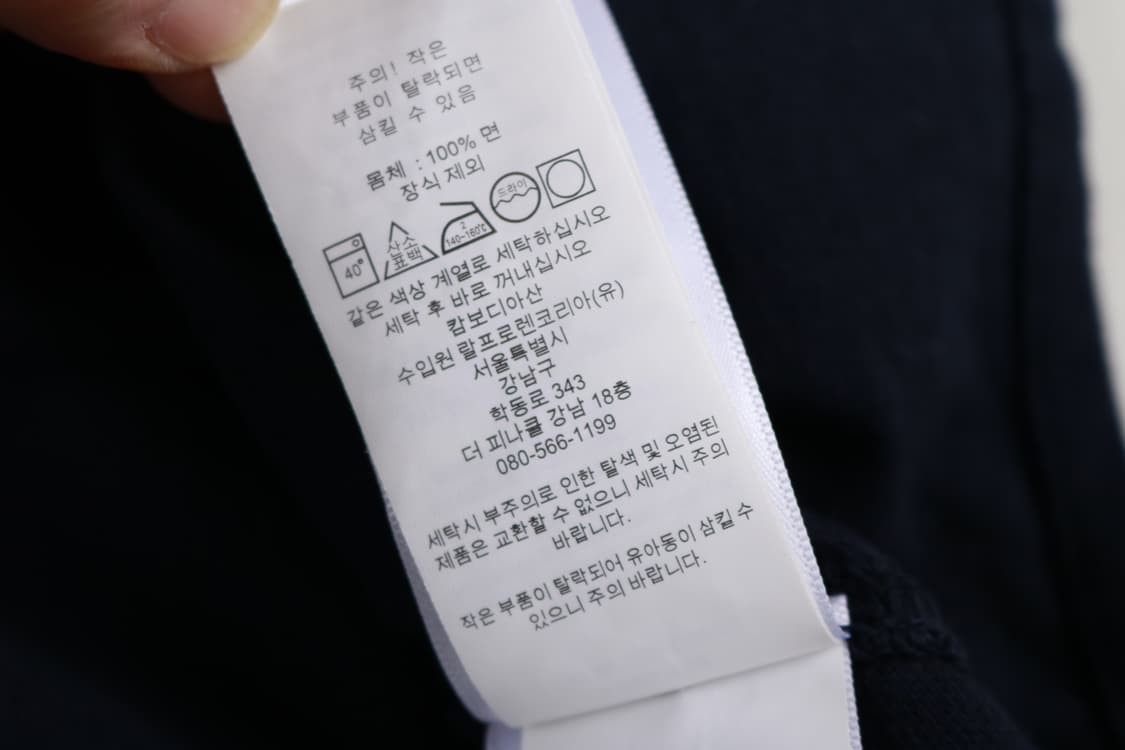 주의! 작은
부품이 탈락되면
삼킬 수 있음
몸체 : 100% 면
장식 제외
40°
산소
표백
2
140~160℃
드라이
같은 색상 계열로 세탁하십시오
세탁 후 바로 꺼내십시오
캄보디아산
수입원 랄프로렌코리아(유)
서울특별시
강남구
학동로 343
더 피나클 강남 18층
080-566-1199
세탁시 부주의로 인한 탈색 및 오염된
제품은 교환할 수 없으니 세탁시 주의
바랍니다.
작은 부품이 탈락되어 유아동이 삼킬 수
있으니 주의 바랍니다.